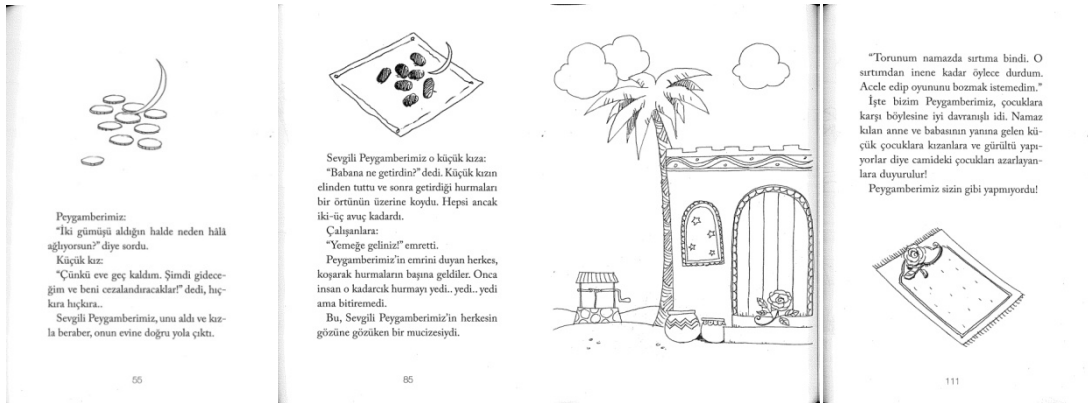 Peygamberimiz:
“İki gümüşü aldığın halde neden hâlâ
ağlıyorsun?” diye sordu.
Küçük kız:
“Çünkü eve geç kaldım. Şimdi gidece-
ğim ve beni cezalandıracaklar!” dedi, hıç-
kıra hıçkıra..
Sevgili Peygamberimiz, unu aldı ve kız-
la beraber, onun evine doğru yola çıktı.
55
Sevgili Peygamberimiz o küçük kıza:
“Babana ne getirdin?” dedi. Küçük kızın
elinden tuttu ve sonra getirdiği hurmaları
bir örtünün üzerine koydu. Hepsi ancak
iki-üç avuç kadardı.
Çalışanlara:
“Yemeğe geliniz!” emretti.
Peygamberimiz’in emrini duyan herkes,
koşarak hurmaların başına geldiler. Onca
insan o kadarcık hurmayı yedi.. yedi.. yedi
ama bitiremedi.
Bu, Sevgili Peygamberimiz’in herkesin
gözüne gözüken bir mucizesiydi.
85
“Torunum namazda sırtıma bindi. O
sırtımdan inene kadar öylece durdum.
Acele edip oyununu bozmak istemedim.”
İşte bizim Peygamberimiz, çocuklara
karşı böylesine iyi davranışlı idi. Namaz
kılan anne ve babasının yanına gelen kü-
çük çocuklara kızanlara ve gürültü yapı-
yorlar diye camideki çocukları azarlayan-
lara duyurulur!
Peygamberimiz sizin gibi yapmıyordu!
111